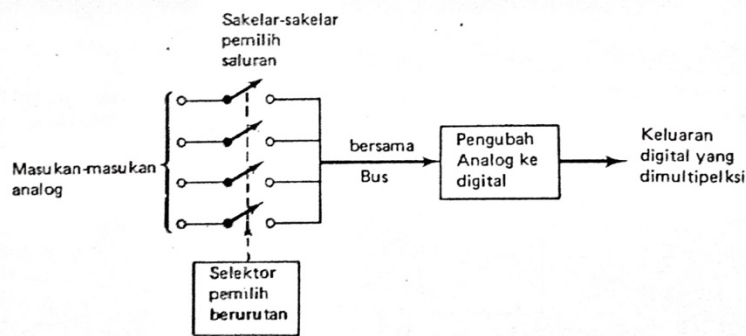 Sakelar-sakelar
pemilih
saluran
Masukan-masukan
analog
bersama
Bus
Pengubah
Analog ke
digital
Keluaran
digital yang
dimultipelksi
Selektor
pemilih
berurutan